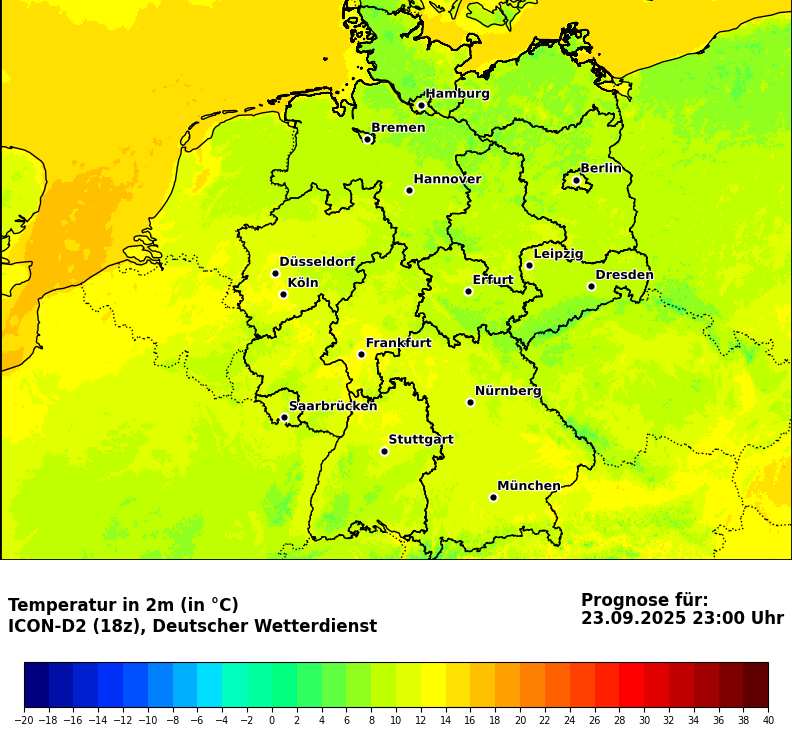 Hamburg
Bremen
Berlin
Hannover
Leipzig
Düsseldorf
Dresden
Erfurt
Köln
Frankfurt
Nürnberg
Saarbrücken
Stuttgart
München
Temperatur in 2m (in °C)
ICON-D2 (18z), Deutscher Wetterdienst
Prognose für:
23.09.2025 23:00 Uhr
−20 −18 −16 −14 −12 −10 −8 −6 −4 −2 0 2 4 6 8 10 12 14 16 18 20 22 24 26 28 30 32 34 36 38 40